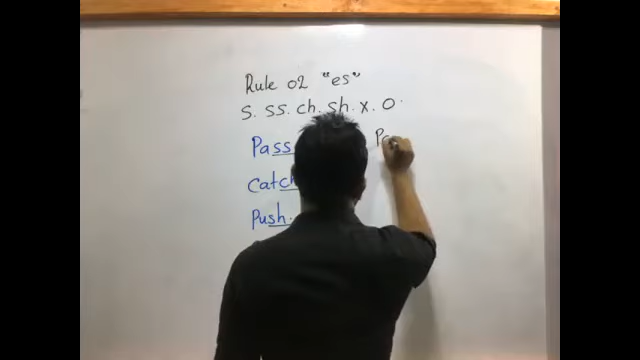 Rule 02 "es"
s. ss. ch. sh. x. o.
Pass
Catch
Push.